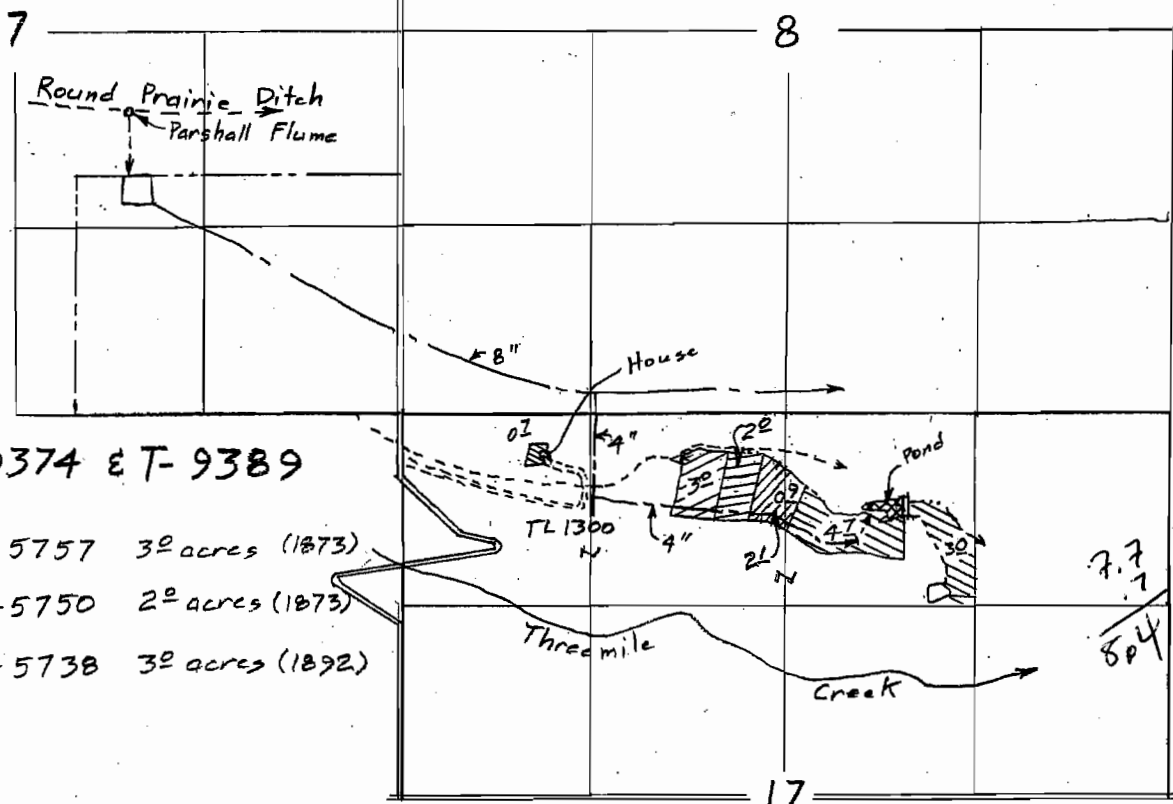 7
8
Round Prairie Ditch
Parshall Flume
8"
House
0.1
4"
2.0
Pond
3.0
0.9
4.7
3.0
TL 1300
4"
2.1
374 & T-9389
5757 3.0 acres (1873)
5750 2.0 acres (1873)
5738 3.0 acres (1892)
Threemile
Creek
7.7
.7
8.4
17